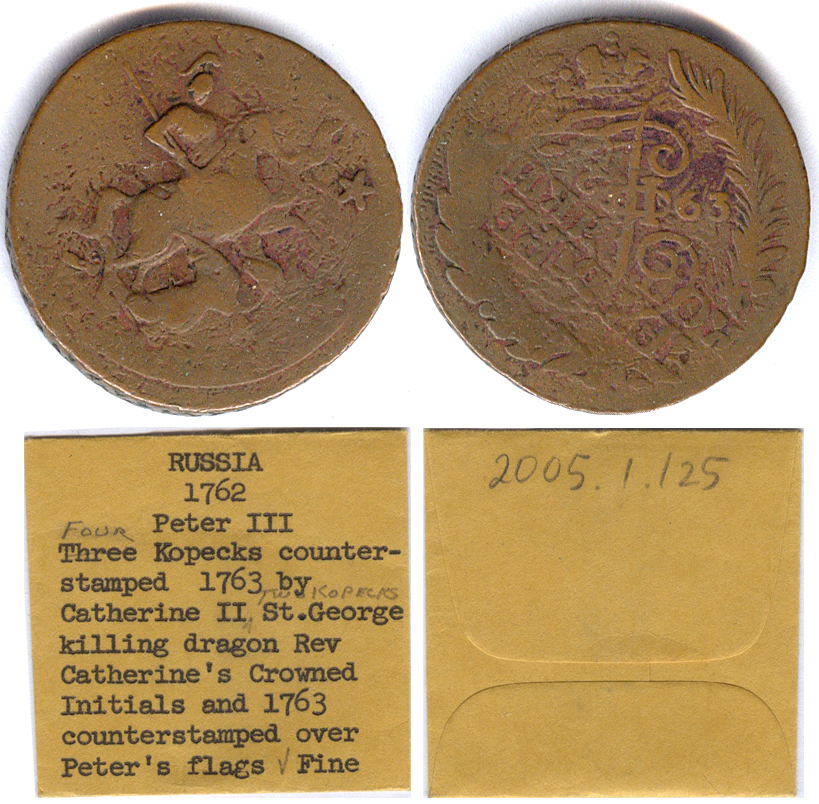 1763
RUSSIA
1762
FOUR
Peter III
Three Kopecks counter-
stamped 1763 by
TWO KOPECKS
Catherine II St.George
killing dragon Rev
Catherine's Crowned
Initials and 1763
counterstamped over
Peter's flags √ Fine
2005.1.125